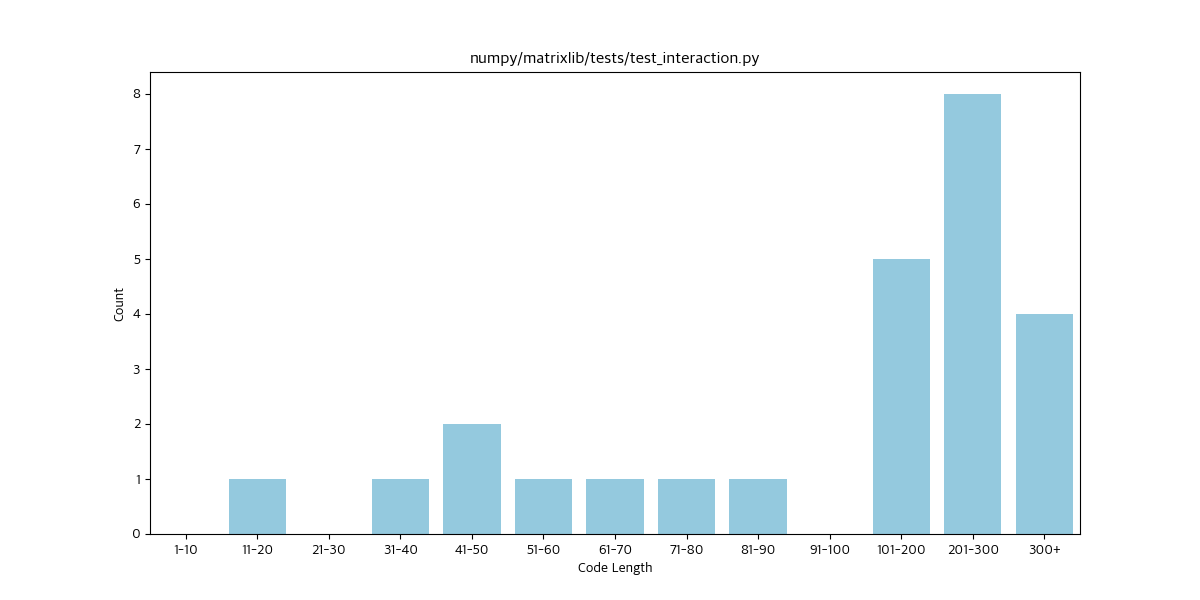 numpy/matrixlib/tests/test_interaction.py
8
7
6
5
4
3
2
1
0
Count
1-10 11-20 21-30 31-40 41-50 51-60 61-70 71-80 81-90 91-100 101-200 201-300 300+
Code Length